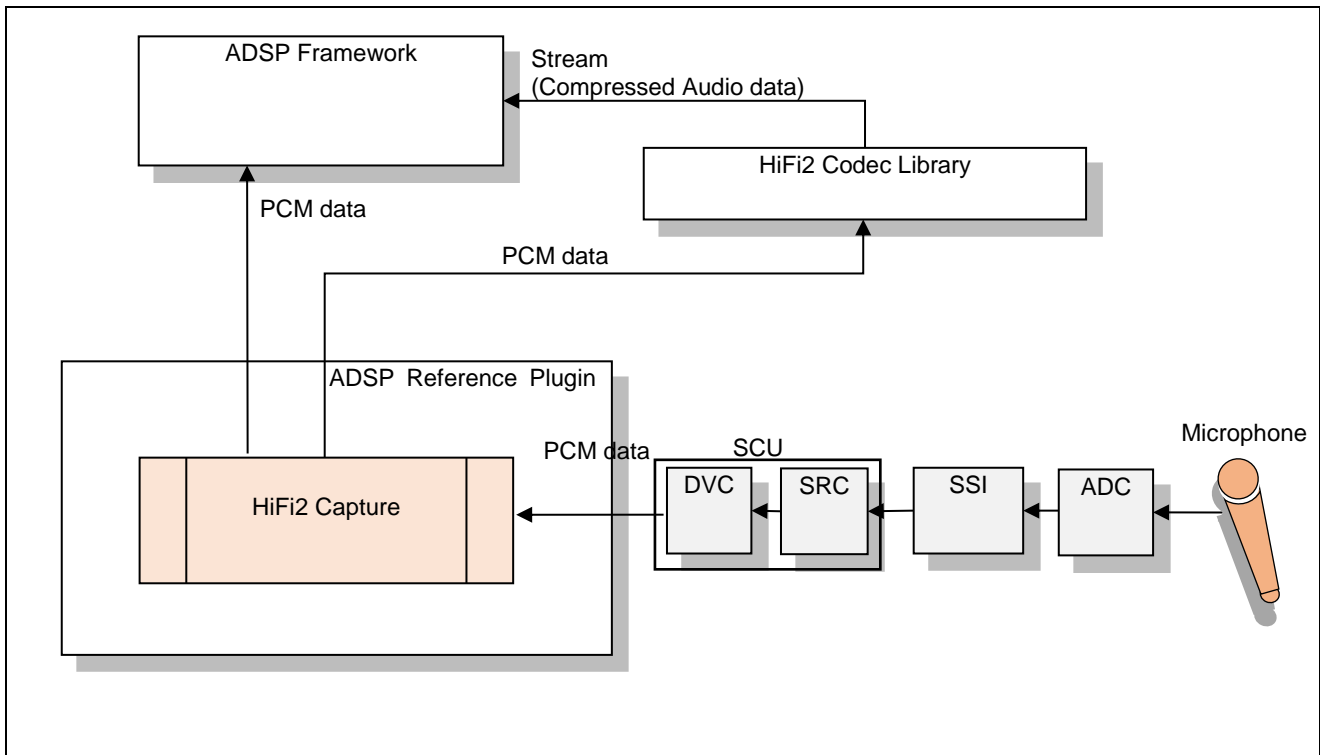 ADSP Framework
Stream
(Compressed Audio data)
HiFi2 Codec Library
PCM data
PCM data
ADSP Reference Plugin
PCM data
SCU
Microphone
DVC
SRC
SSI
ADC
HiFi2 Capture